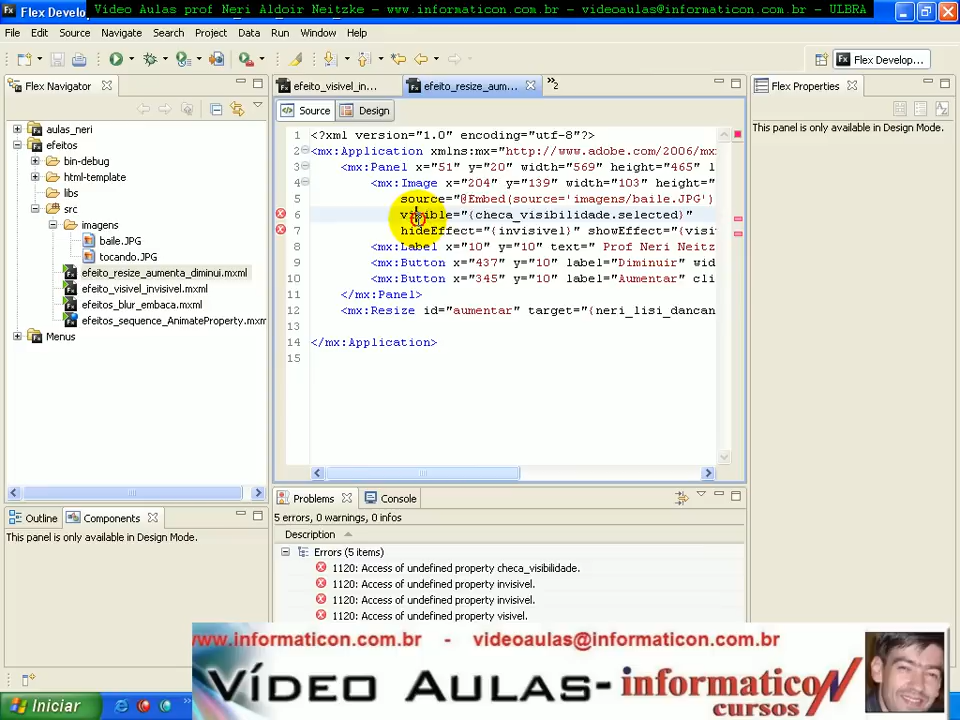 Vídeo Aulas prof Neri Aldoir Neitzke - www.informaticon.com.br - videoaulas@informaticon.com.br - ULBRA
Flex Develo
File Edit Source Navigate Search Project Data Run Window Help
Flex Develop...
Flex Navigator
efeito_visivel_in...
efeito_resize_aum...
2
Flex Properties
Source
Design
This panel is only available in Design Mode.
aulas_neri
efeitos
bin-debug
html-template
libs
src
imagens
baile.JPG
tocando.JPG
efeito_resize_aumenta_diminui.mxml
efeito_visivel_invisivel.mxml
efeitos_blur_embaca.mxml
efeitos_sequence_AnimateProperty.mxm
Menus
1 <?xml version="1.0" encoding="utf-8"?>
2 <mx:Application xmlns:mx="http://www.adobe.com/2006/mx
3 <mx:Panel x="51" y="20" width="569" height="465" l
4 <mx:Image x="204" y="139" width="103" height="
5 source="@Embed(source='imagens/baile.JPG')
6 visible="{checa_visibilidade.selected}"
7 hideEffect="{invisivel}" showEffect="{visi
8 <mx:Label x="10" y="10" text=" Prof Neri Neitz
9 <mx:Button x="437" y="10" label="Diminuir" wid
10 <mx:Button x="345" y="10" label="Aumentar" cli
11 </mx:Panel>
12 <mx:Resize id="aumentar" target="{neri_lisi_dancan
13
14 </mx:Application>
15
Outline
Components
This panel is only available in Design Mode.
Problems
Console
5 errors, 0 warnings, 0 infos
Description
Errors (5 items)
1120: Access of undefined property checa_visibilidade.
1120: Access of undefined property invisivel.
1120: Access of undefined property invisivel.
1120: Access of undefined property visivel.
www.informaticon.com.br - videoaulas@informaticon.com.br
VÍDEO AULAS- informaticon
cursos
Iniciar